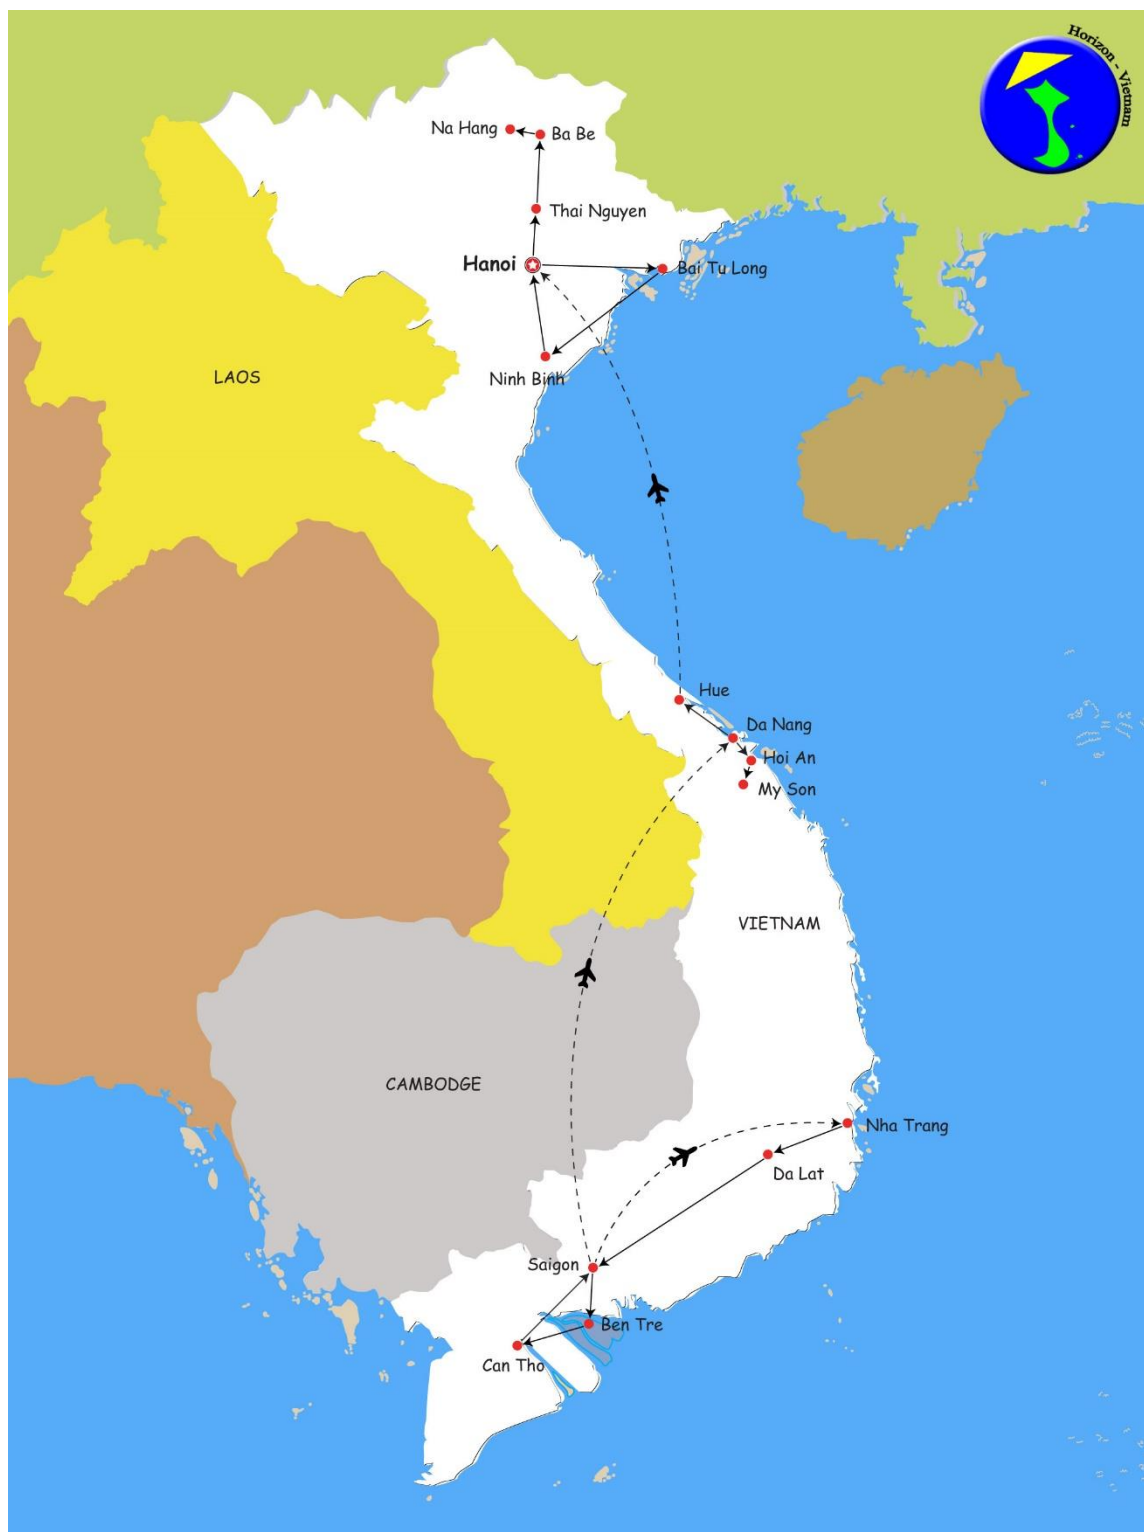 Horizon - Vietnam
Na Hang
Ba Be
Thai Nguyen
Hanoi
Bai Tu Long
LAOS
Ninh Binh
Hue
Da Nang
Hoi An
My Son
VIETNAM
CAMBODGE
Nha Trang
Da Lat
Saigon
Ben Tre
Can Tho